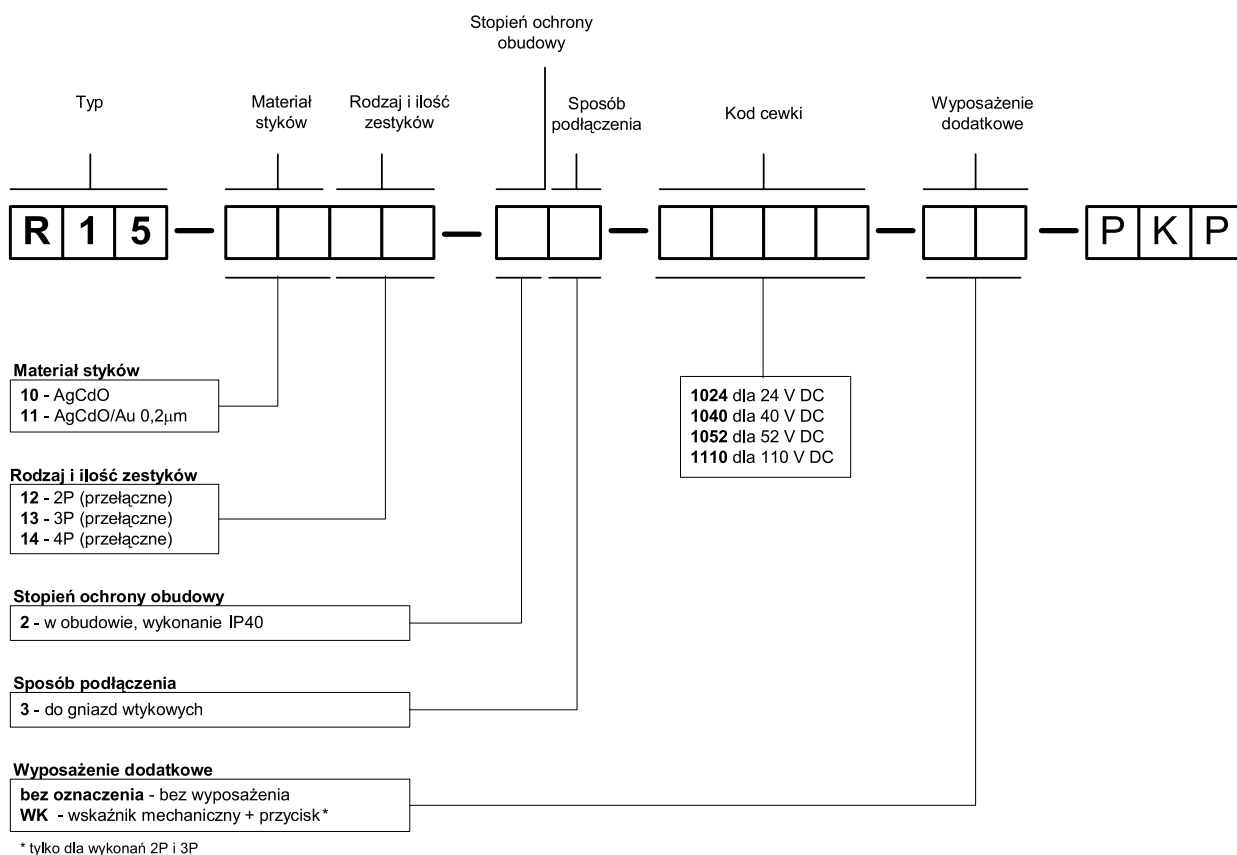 Stopień ochrony
obudowy
Typ
Materiał
styków
Rodzaj i ilość
zestyków
Sposób
podłączenia
Kod cewki
Wyposażenie
dodatkowe
R 1 5 — — — — — P K P
Materiał styków
10 - AgCdO
11 - AgCdO/Au 0,2µm
1024 dla 24 V DC
1040 dla 40 V DC
1052 dla 52 V DC
1110 dla 110 V DC
Rodzaj i ilość zestyków
12 - 2P (przełączne)
13 - 3P (przełączne)
14 - 4P (przełączne)
Stopień ochrony obudowy
2 - w obudowie, wykonanie IP40
Sposób podłączenia
3 - do gniazd wtykowych
Wyposażenie dodatkowe
bez oznaczenia - bez wyposażenia
WK - wskaźnik mechaniczny + przycisk*
* tylko dla wykonań 2P i 3P